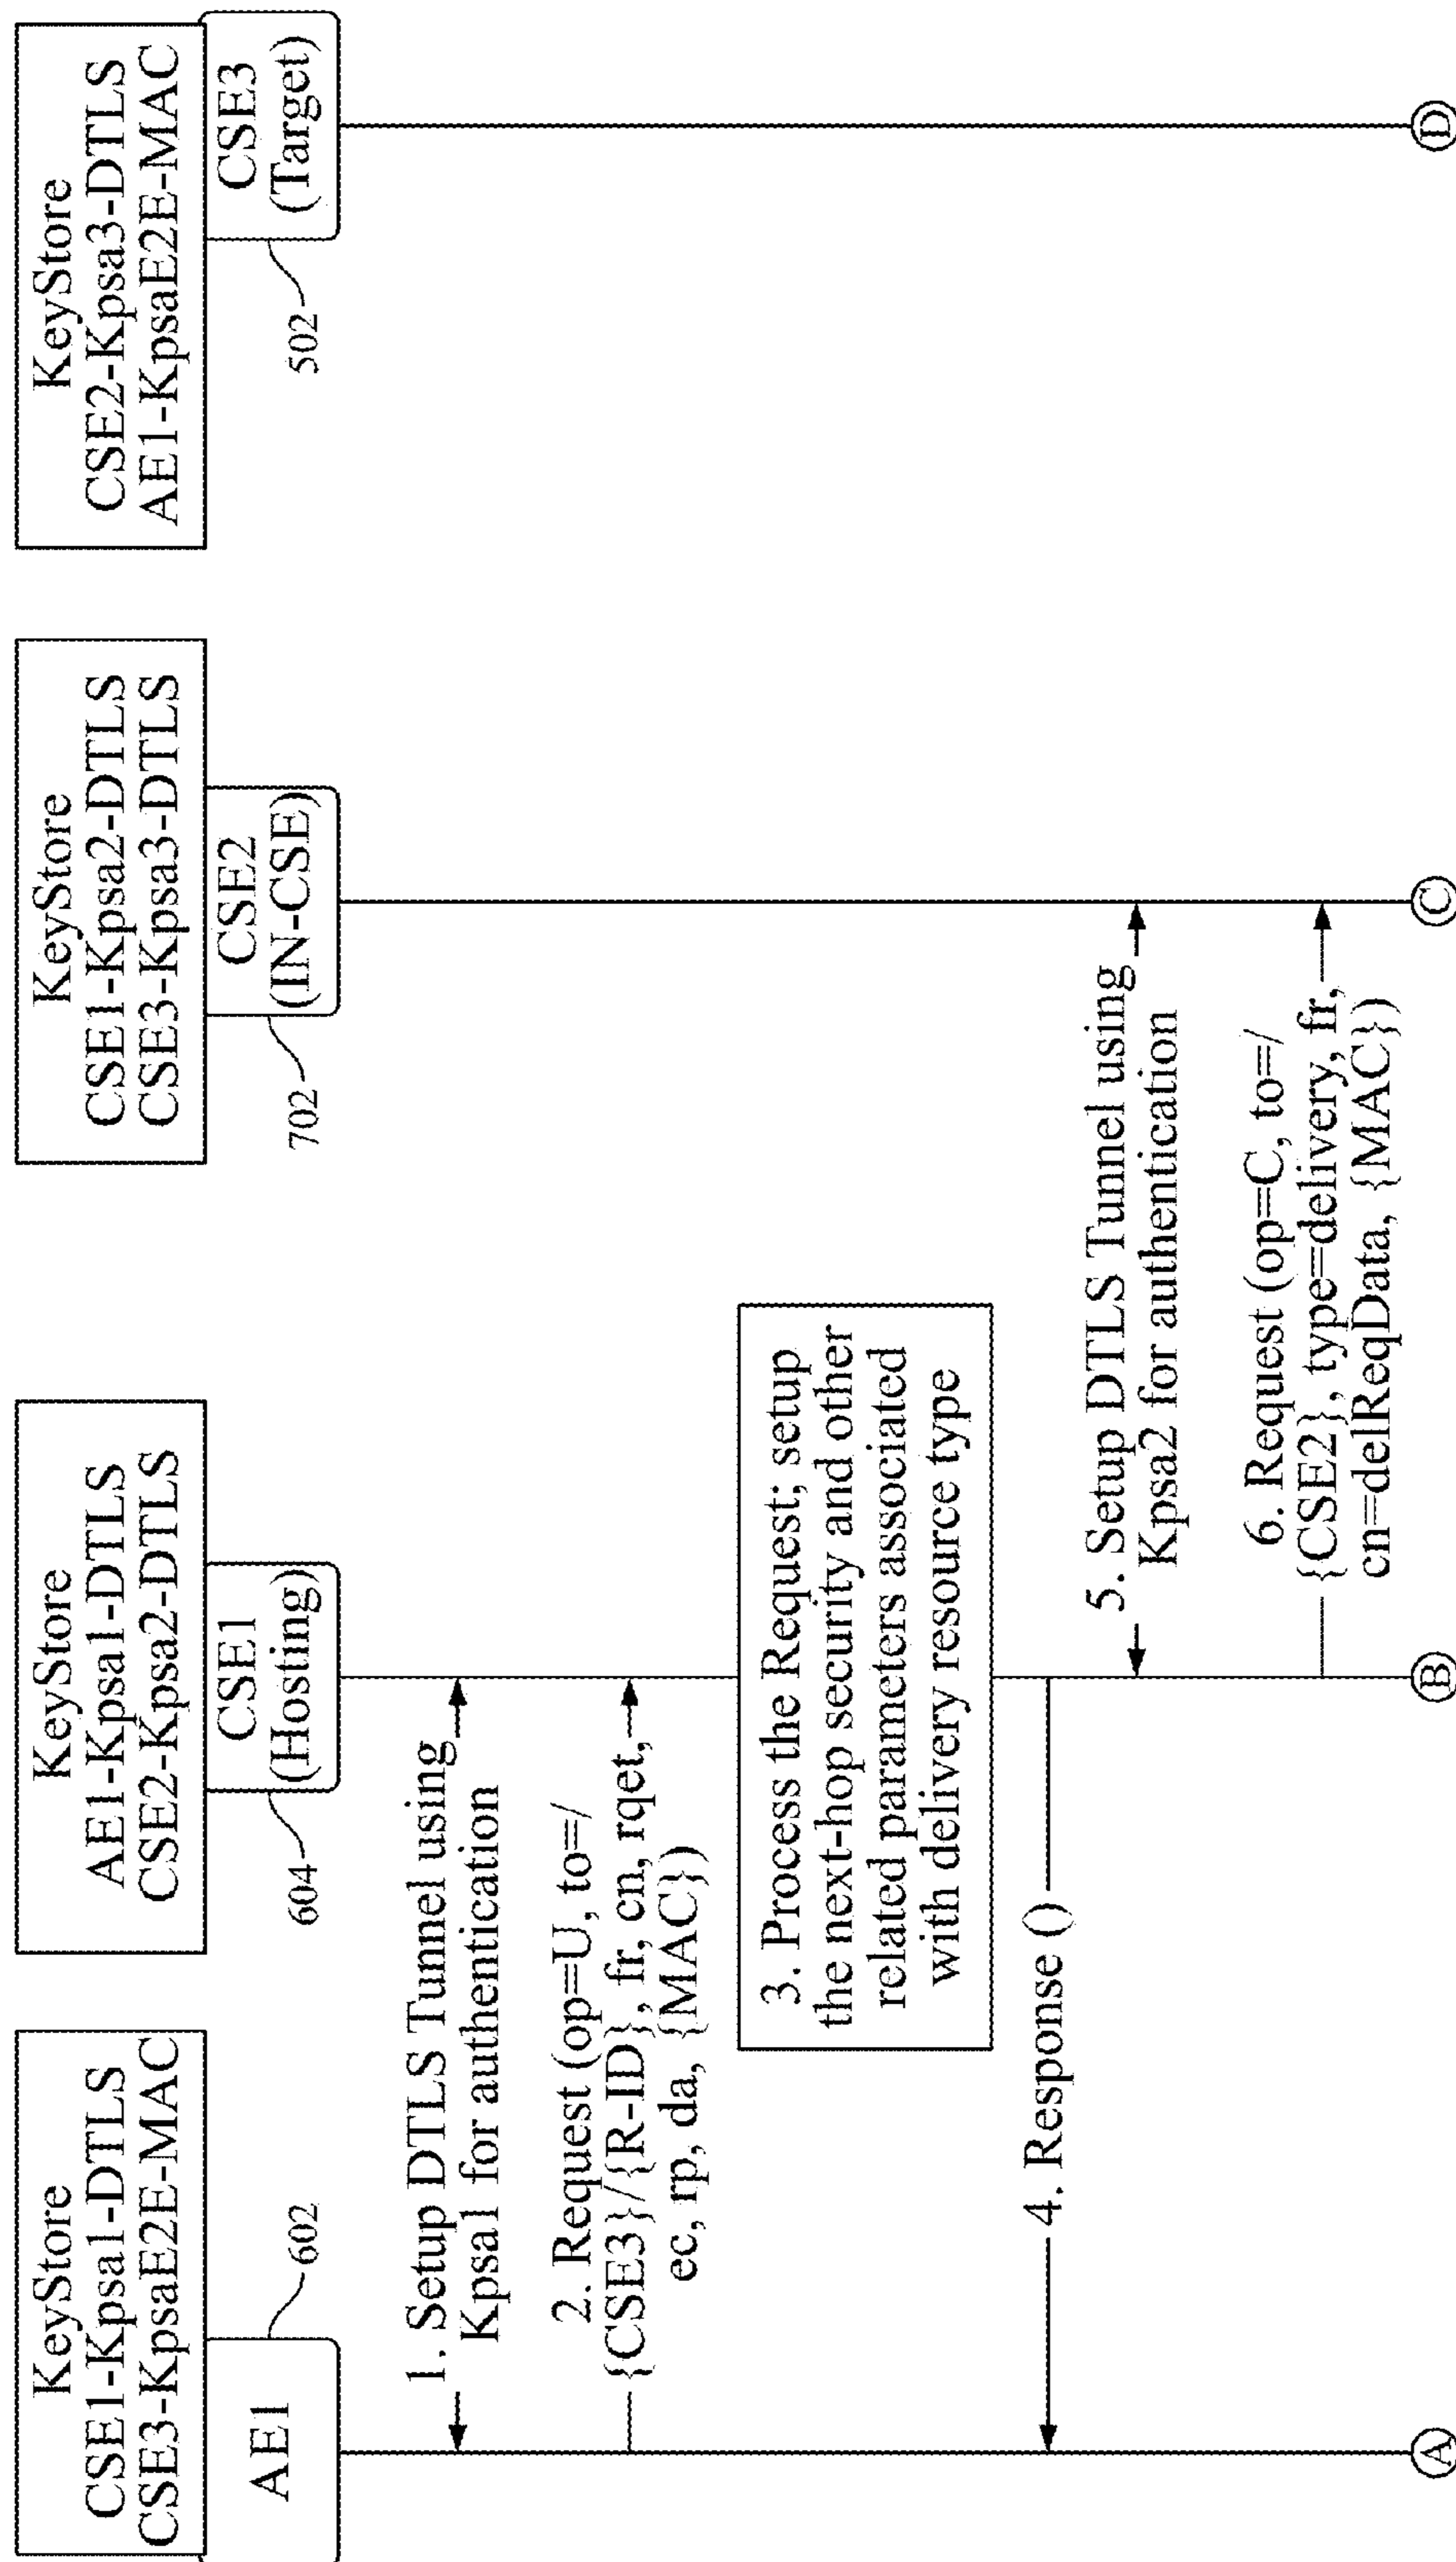 KeyStore
CSE1-Kpsa1-DTLS
CSE3-KpsaE2E-MAC
AE1
602
KeyStore
AE1-Kpsa1-DTLS
CSE2-Kpsa2-DTLS
CSE1
(Hosting)
604
KeyStore
CSE1-Kpsa2-DTLS
CSE3-Kpsa3-DTLS
CSE2
(IN-CSE)
702
KeyStore
CSE2-Kpsa3-DTLS
AE1-KpsaE2E-MAC
CSE3
(Target)
502
1. Setup DTLS Tunnel using
Kpsa1 for authentication
2. Request (op=U, to=/
{CSE3}/{R-ID}, fr, cn, rqet,
ec, rp, da, {MAC})
3. Process the Request; setup
the next-hop security and other
related parameters associated
with delivery resource type
4. Response ()
5. Setup DTLS Tunnel using
Kpsa2 for authentication
6. Request (op=C, to=/
{CSE2}, type=delivery, fr,
cn=delReqData, {MAC})
A
B
C
D